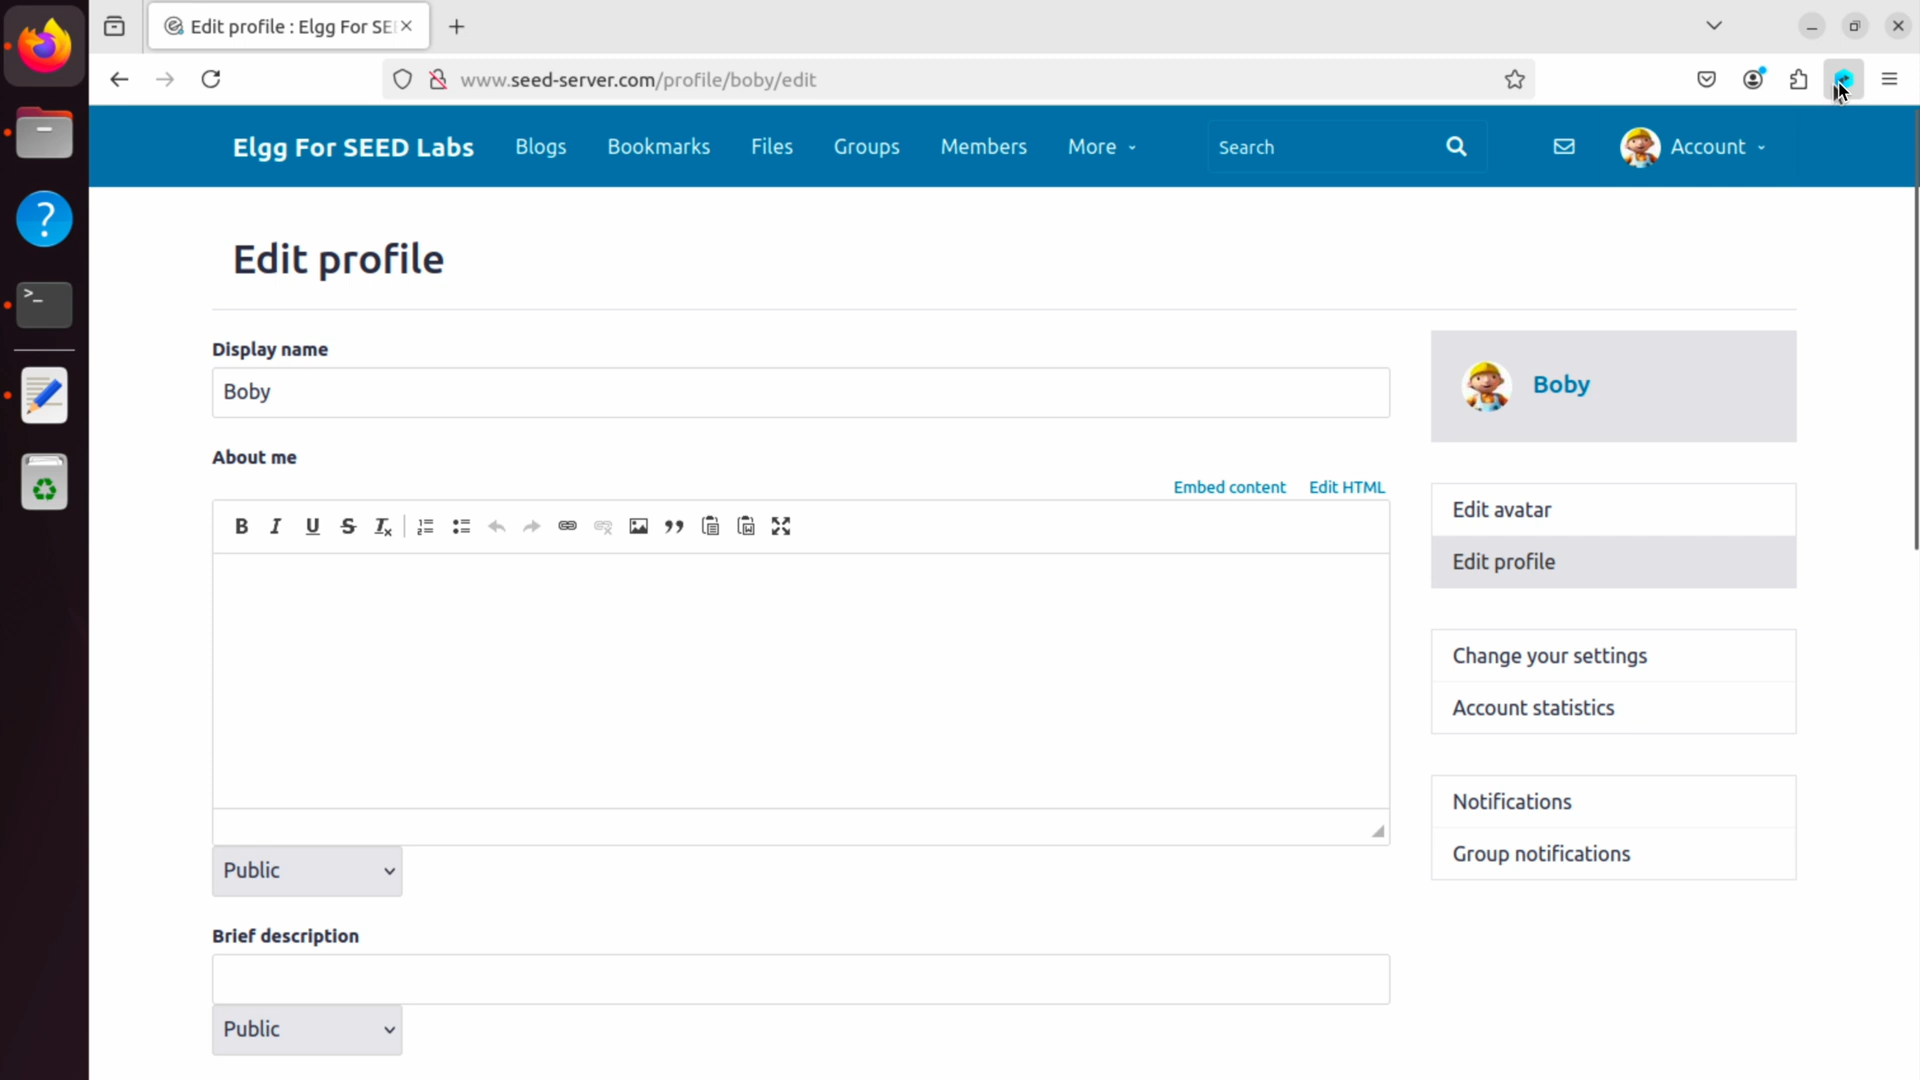 Edit profile : Elgg For SE
www.seed-server.com/profile/boby/edit
Elgg For SEED Labs Blogs Bookmarks Files Groups Members More Search Account
Edit profile
Display name
Boby
About me
Embed content Edit HTML
B I U S Tx
Public
Brief description
Public
Boby
Edit avatar
Edit profile
Change your settings
Account statistics
Notifications
Group notifications